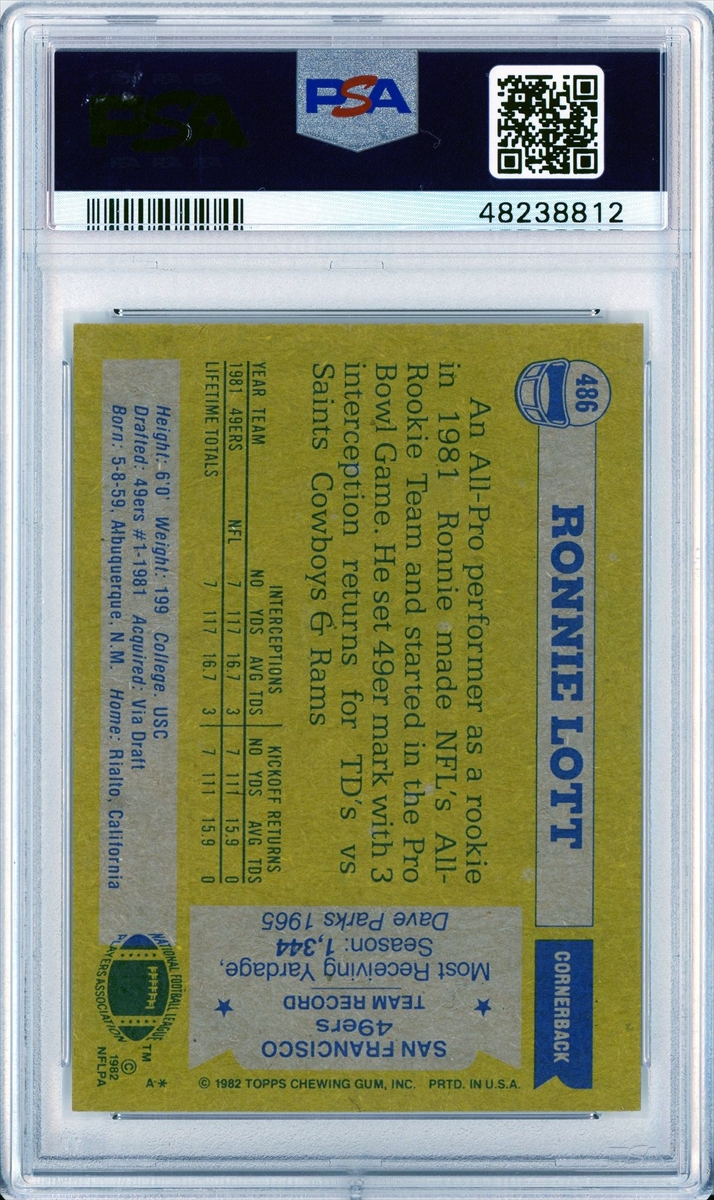 PSA
PSA
48238812
486
RONNIE LOTT
CORNERBACK
An All-Pro performer as a rookie
in 1981 Ronnie made NFL's All-
Rookie Team and started in the Pro
Bowl Game. He set 49er mark with 3
interception returns for TD's vs
Saints Cowboys & Rams
INTERCEPTIONS KICKOFF RETURNS
YEAR TEAM NO YDS AVG TDS NO YDS AVG TDS
1981 49ERS NFL 7 117 16.7 3 7 111 15.9 0
LIFETIME TOTALS 7 117 16.7 3 7 111 15.9 0
Height: 6'0' Weight: 199 College. USC
Drafted: 49ers #1-1981 Acquired: Via Draft
Born: 5-8-59, Albuquerque, N.M. Home: Rialto, California
SAN FRANCISCO
49ers
TEAM RECORD
Most Receiving Yardage,
Season: 1,344
Dave Parks 1965
NATIONAL FOOTBALL LEAGUE
PLAYERS ASSOCIATION
TM
© 1982
NFLPA
A*
© 1982 TOPPS CHEWING GUM, INC. PRTD. IN U.S.A.